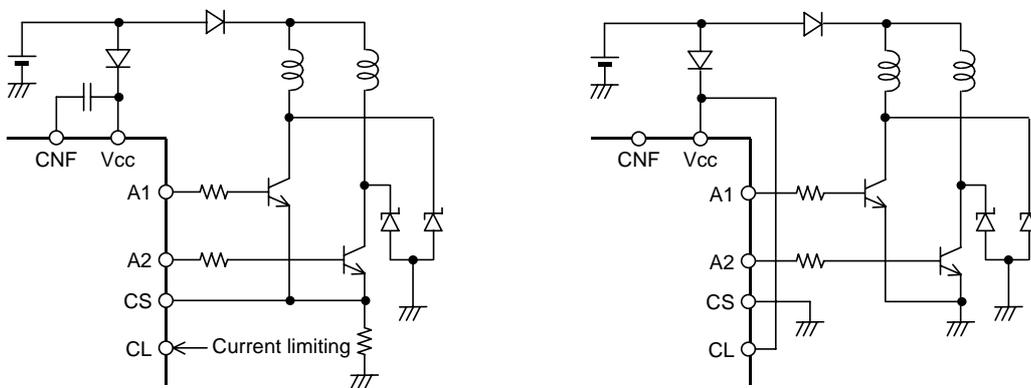 CNF Vcc
A1
A2
CS
CL Current limiting
CNF Vcc
A1
A2
CS
CL